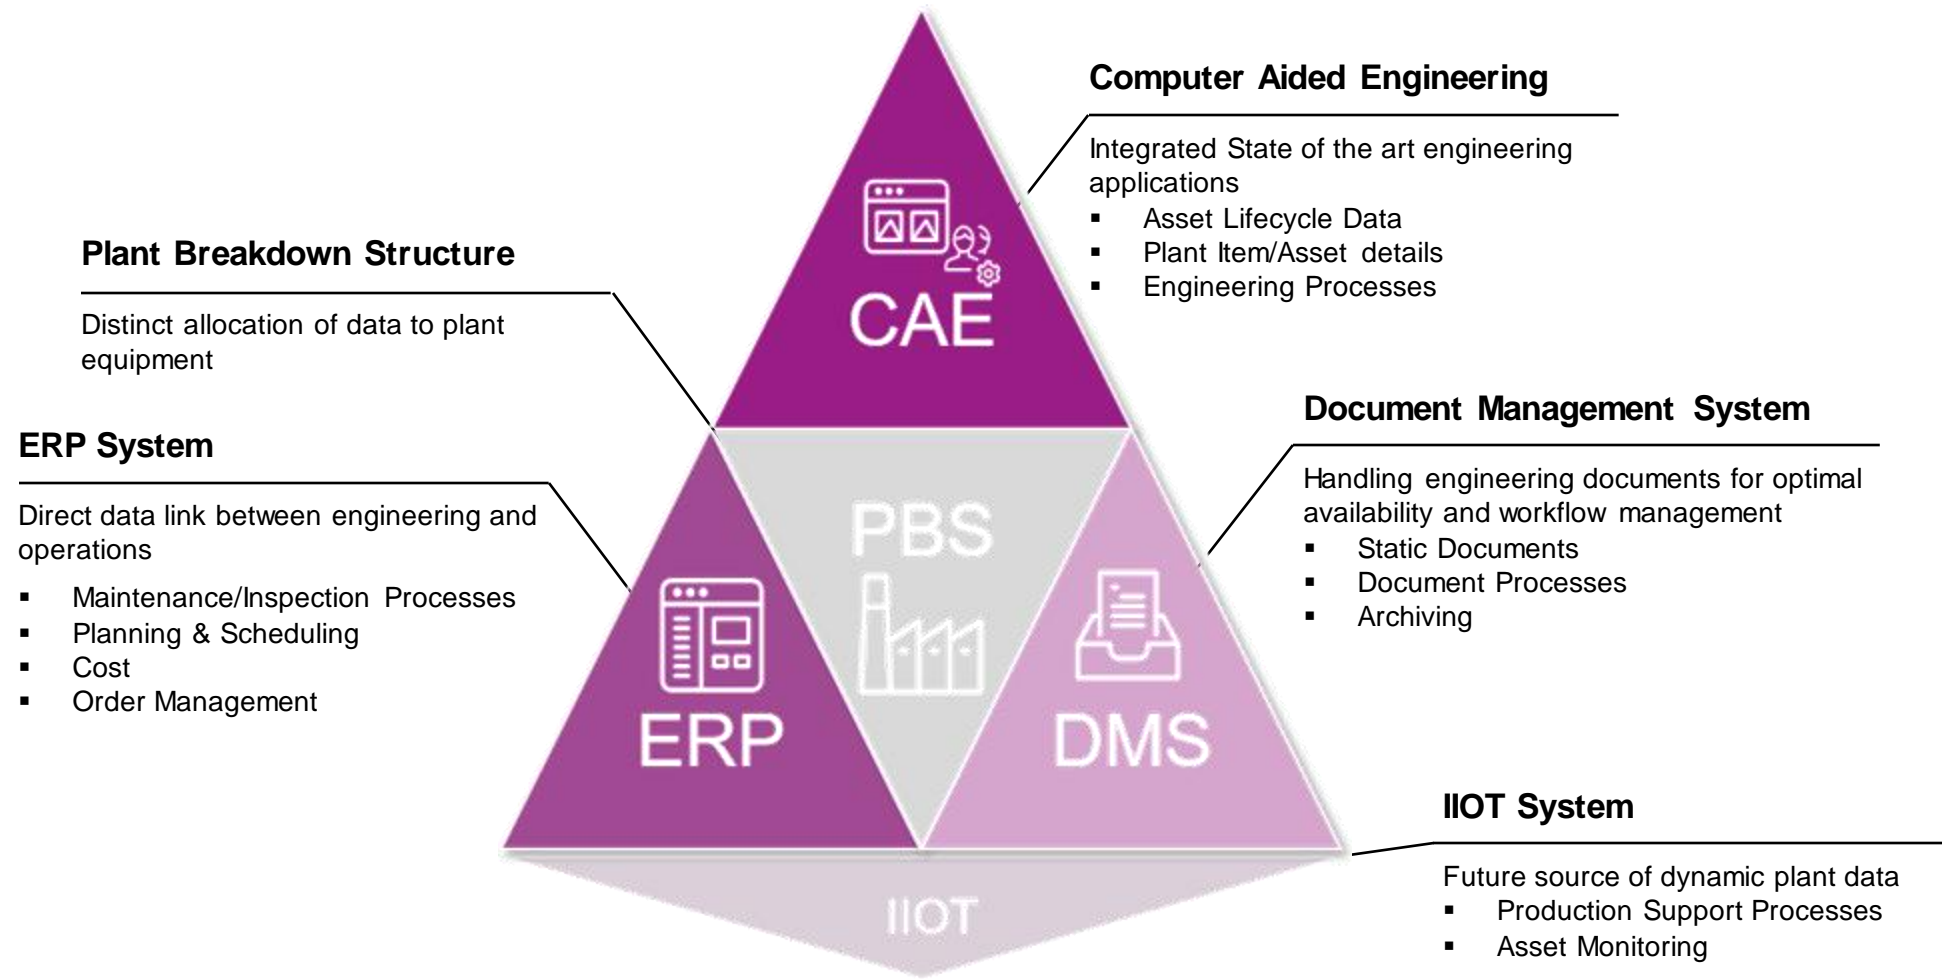 Computer Aided Engineering
Integrated State of the art engineering
applications
▪ Asset Lifecycle Data
▪ Plant Item/Asset details
▪ Engineering Processes
Plant Breakdown Structure
Distinct allocation of data to plant
equipment
ERP System
Direct data link between engineering and
operations
▪ Maintenance/Inspection Processes
▪ Planning & Scheduling
▪ Cost
▪ Order Management
CAE
PBS
ERP
DMS
IIOT
Document Management System
Handling engineering documents for optimal
availability and workflow management
▪ Static Documents
▪ Document Processes
▪ Archiving
IIOT System
Future source of dynamic plant data
▪ Production Support Processes
▪ Asset Monitoring